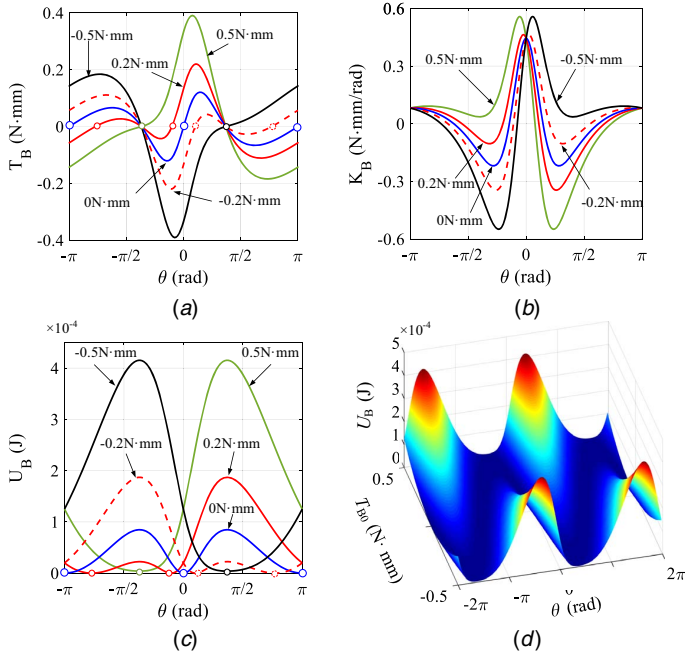 0.4
0.2
0
-0.2
-0.4
T_B (N·mm)
-0.5N·mm
0.5N·mm
0.2N·mm
0N·mm
-0.2N·mm
-π
-π/2
0
π/2
π
θ (rad)
(a)
0.6
0.3
0
-0.3
-0.6
K_B (N·mm/rad)
0.5N·mm
-0.5N·mm
0.2N·mm
0N·mm
-0.2N·mm
-π
-π/2
0
π/2
π
θ (rad)
(b)
×10⁻⁴
5
4
3
2
1
0
U_B (J)
-0.5N·mm
0.5N·mm
-0.2N·mm
0.2N·mm
0N·mm
-π
-π/2
0
π/2
π
θ (rad)
(c)
×10⁻⁴
5
4
3
2
1
0
U_B (J)
0.5
-0.5
T_B0 (N· mm)
-2π
-π
π
2π
θ (rad)
(d)